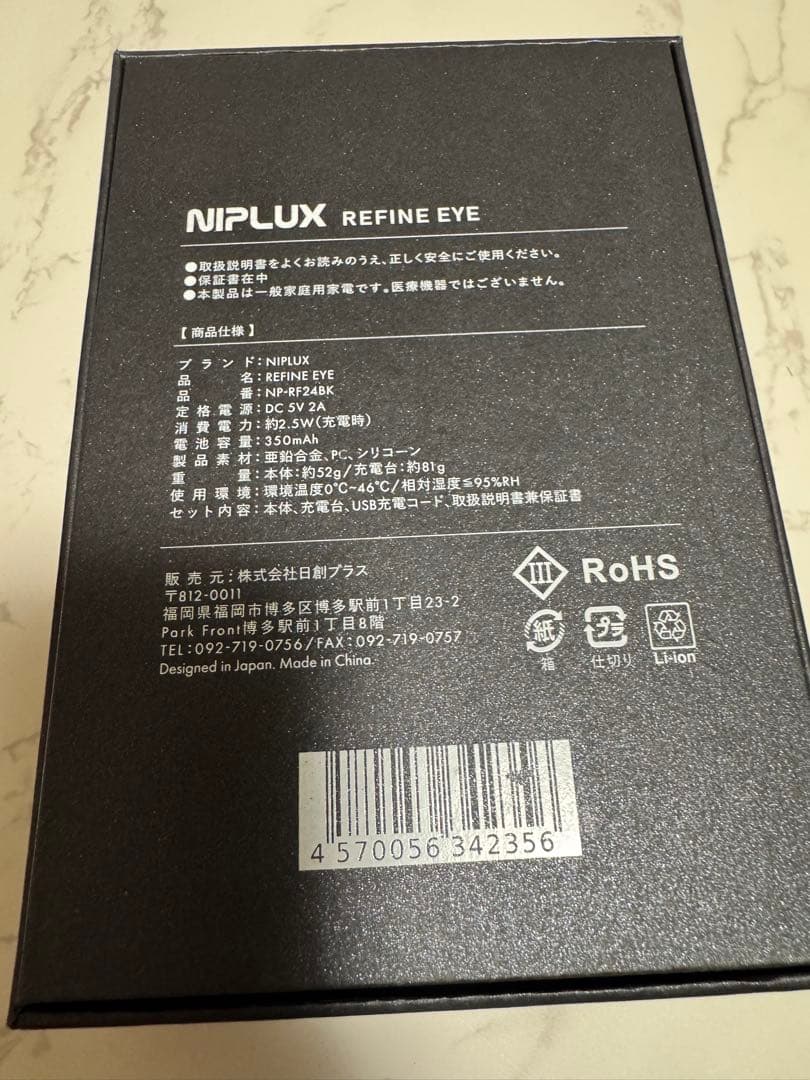 NIPLUX REFINE EYE
●取扱説明書をよくお読みのうえ、正しく安全にご使用ください。
●保証書在中
●本製品は一般家庭用家電です。医療機器ではございません。
【商品仕様】
ブランド：NIPLUX
品名：REFINE EYE
品番：NP-RF24BK
定格電源：DC 5V 2A
消費電力：約2.5W(充電時)
電池容量：350mAh
製品素材：亜鉛合金、PC、シリコーン
重量：本体：約52g/充電台：約81g
使用環境：環境温度0℃~46℃/相対湿度≦95%RH
セット内容：本体、充電台、USB充電コード、取扱説明書兼保証書
販売元：株式会社日創プラス
〒812-0011
福岡県福岡市博多区博多駅前1丁目23-2
Park Front博多駅前1丁目8階
TEL：092-719-0756/FAX：092-719-0757
Designed in Japan. Made in China.
III RoHS
紙 プラ
箱 仕切り Li-ion
4 570056 342356